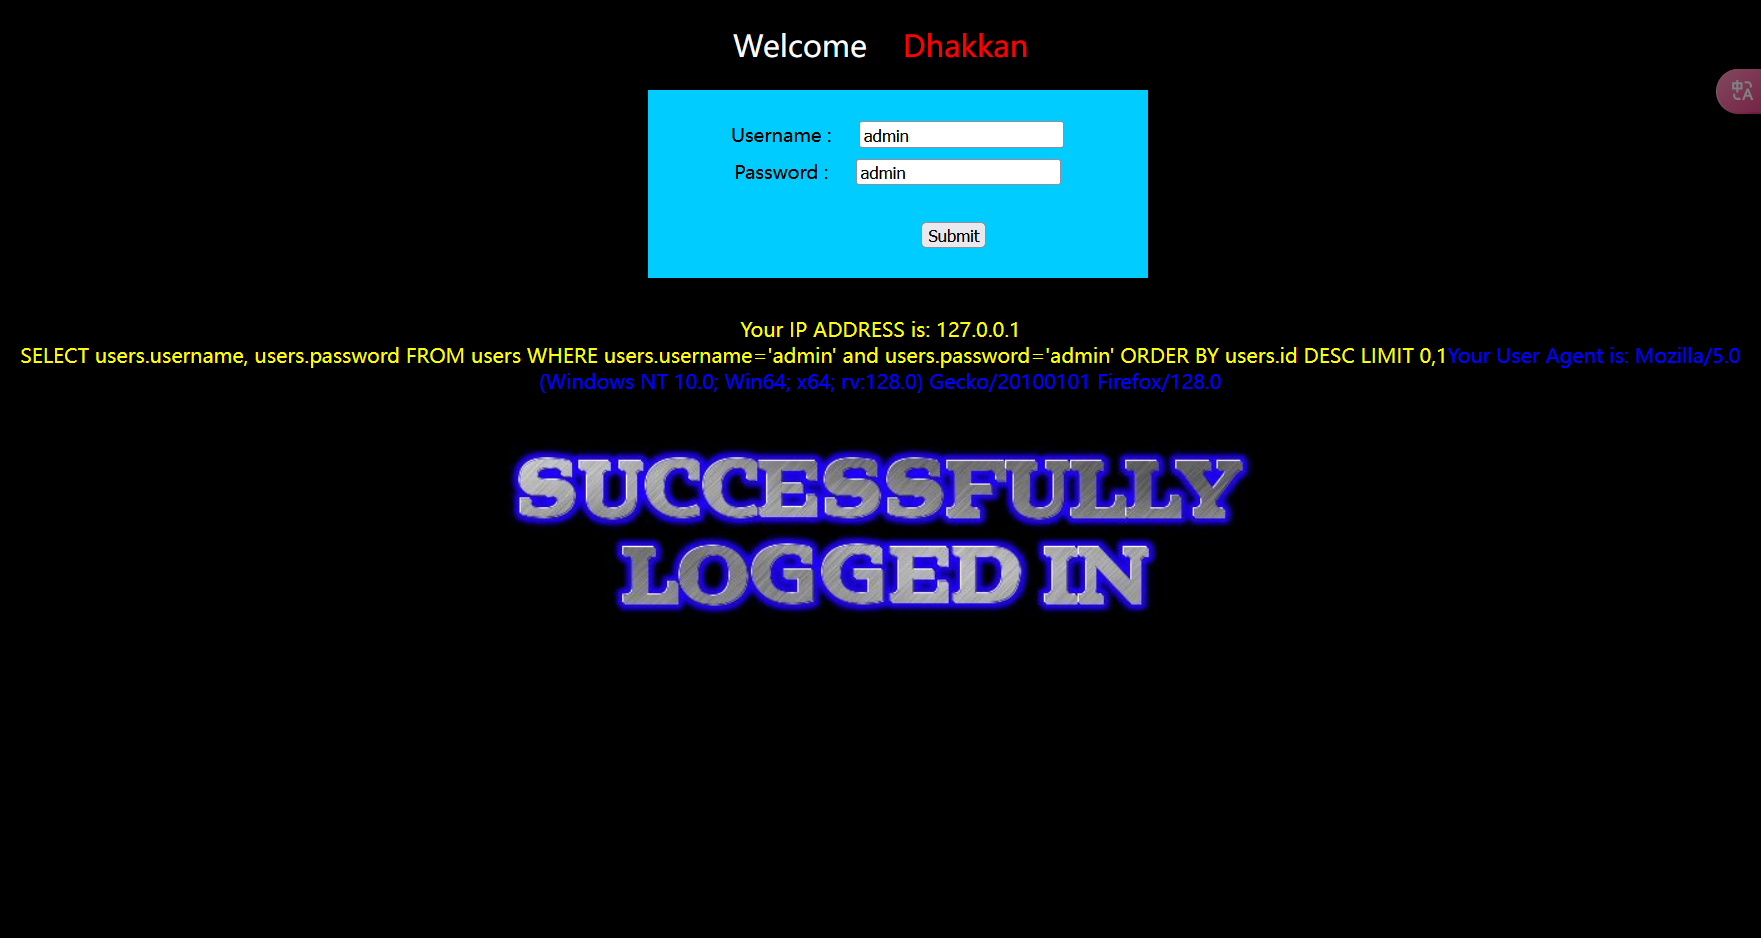 Welcome Dhakkan
Username : admin
Password : admin
Submit
Your IP ADDRESS is: 127.0.0.1
SELECT users.username, users.password FROM users WHERE users.username='admin' and users.password='admin' ORDER BY users.id DESC LIMIT 0,1Your User Agent is: Mozilla/5.0
(Windows NT 10.0; Win64; x64; rv:128.0) Gecko/20100101 Firefox/128.0
SUCCESSFULLY
LOGGED IN
中A